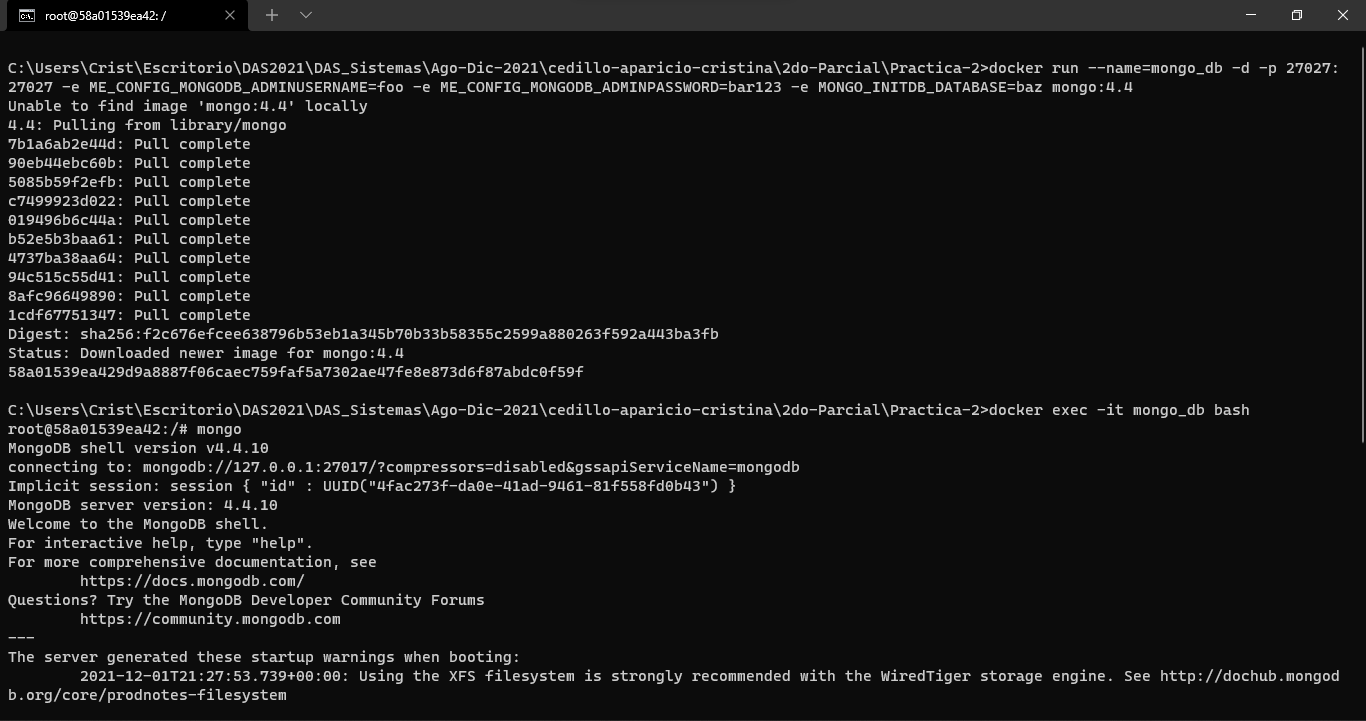 root@58a01539ea42: /
C:\Users\Crist\Escritorio\DAS2021\DAS_Sistemas\Ago-Dic-2021\cedillo-aparicio-cristina\2do-Parcial\Practica-2>docker run --name=mongo_db -d -p 27027:
27027 -e ME_CONFIG_MONGODB_ADMINUSERNAME=foo -e ME_CONFIG_MONGODB_ADMINPASSWORD=bar123 -e MONGO_INITDB_DATABASE=baz mongo:4.4
Unable to find image 'mongo:4.4' locally
4.4: Pulling from library/mongo
7b1a6ab2e44d: Pull complete
90eb44ebc60b: Pull complete
5085b59f2efb: Pull complete
c7499923d022: Pull complete
019496b6c44a: Pull complete
b52e5b3baa61: Pull complete
4737ba38aa64: Pull complete
94c515c55d41: Pull complete
8afc96649890: Pull complete
1cdf67751347: Pull complete
Digest: sha256:f2c676efcee638796b53eb1a345b70b33b58355c2599a880263f592a443ba3fb
Status: Downloaded newer image for mongo:4.4
58a01539ea429d9a8887f06caec759faf5a7302ae47fe8e873d6f87abdc0f59f
C:\Users\Crist\Escritorio\DAS2021\DAS_Sistemas\Ago-Dic-2021\cedillo-aparicio-cristina\2do-Parcial\Practica-2>docker exec -it mongo_db bash
root@58a01539ea42:/# mongo
MongoDB shell version v4.4.10
connecting to: mongodb://127.0.0.1:27017/?compressors=disabled&gssapiServiceName=mongodb
Implicit session: session { "id" : UUID("4fac273f-da0e-41ad-9461-81f558fd0b43") }
MongoDB server version: 4.4.10
Welcome to the MongoDB shell.
For interactive help, type "help".
For more comprehensive documentation, see
https://docs.mongodb.com/
Questions? Try the MongoDB Developer Community Forums
https://community.mongodb.com
---
The server generated these startup warnings when booting:
2021-12-01T21:27:53.739+00:00: Using the XFS filesystem is strongly recommended with the WiredTiger storage engine. See http://dochub.mongod
b.org/core/prodnotes-filesystem